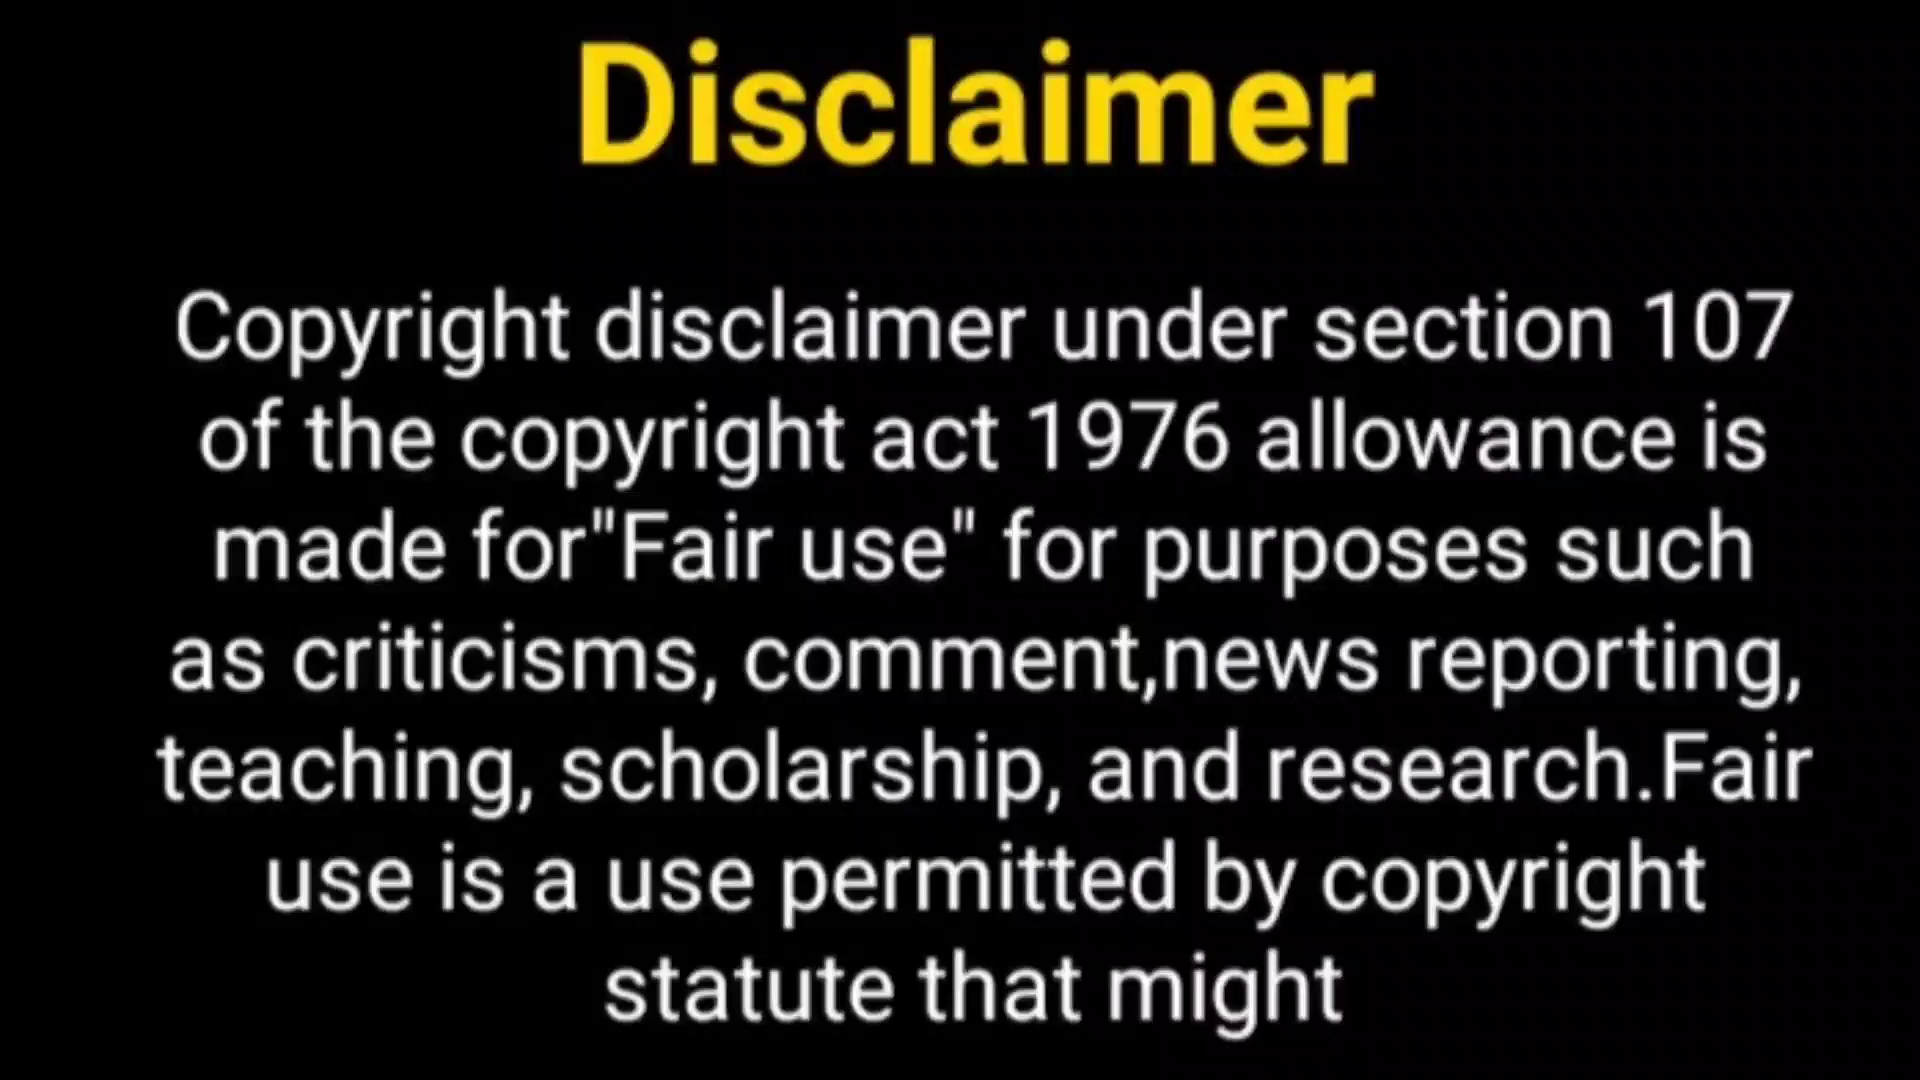 Disclaimer
Copyright disclaimer under section 107
of the copyright act 1976 allowance is
made for"Fair use" for purposes such
as criticisms, comment,news reporting,
teaching, scholarship, and research.Fair
use is a use permitted by copyright
statute that might